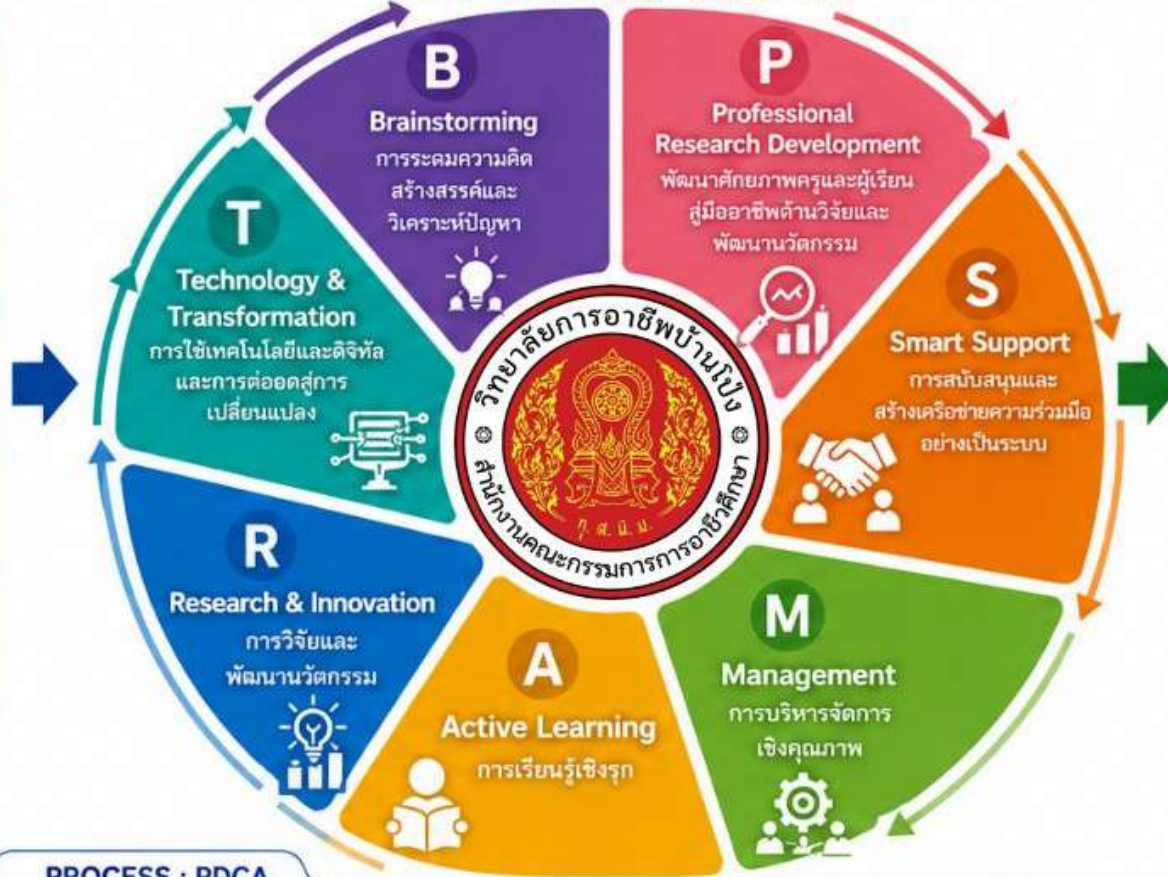 B
Brainstorming
การระดมความคิด
สร้างสรรค์และ
วิเคราะห์ปัญหา
P
Professional
Research Development
พัฒนาศักยภาพครูและผู้เรียน
สู่มืออาชีพด้านวิจัยและ
พัฒนานวัตกรรม
S
Smart Support
การสนับสนุนและ
สร้างเครือข่ายความร่วมมือ
อย่างเป็นระบบ
M
Management
การบริหารจัดการ
เชิงคุณภาพ
A
Active Learning
การเรียนรู้เชิงรุก
R
Research & Innovation
การวิจัยและ
พัฒนานวัตกรรม
T
Technology &
Transformation
การใช้เทคโนโลยีและดิจิทัล
และการต่อยอดสู่การ
เปลี่ยนแปลง
วิทยาลัยการอาชีพบ้านโป่ง
สำนักงานคณะกรรมการการอาชีวศึกษา
ทุ. ส. นิ. ม.
PROCESS : PDCA